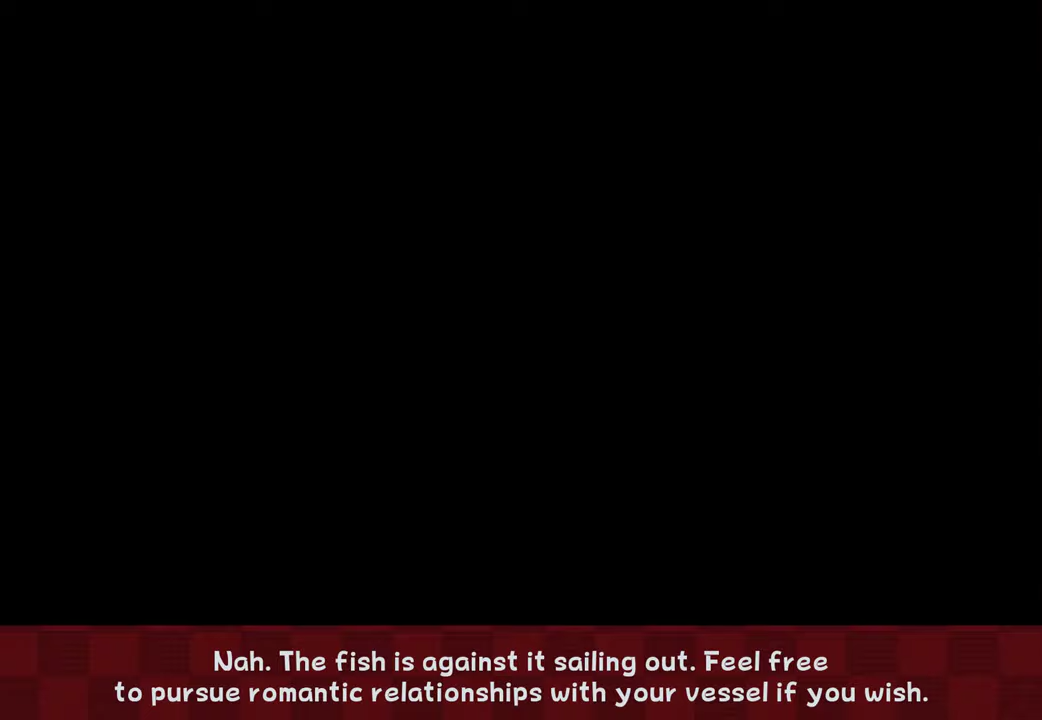 Nah. The fish is against it sailing out. Feel free
to pursue romantic relationships with your vessel if you wish.